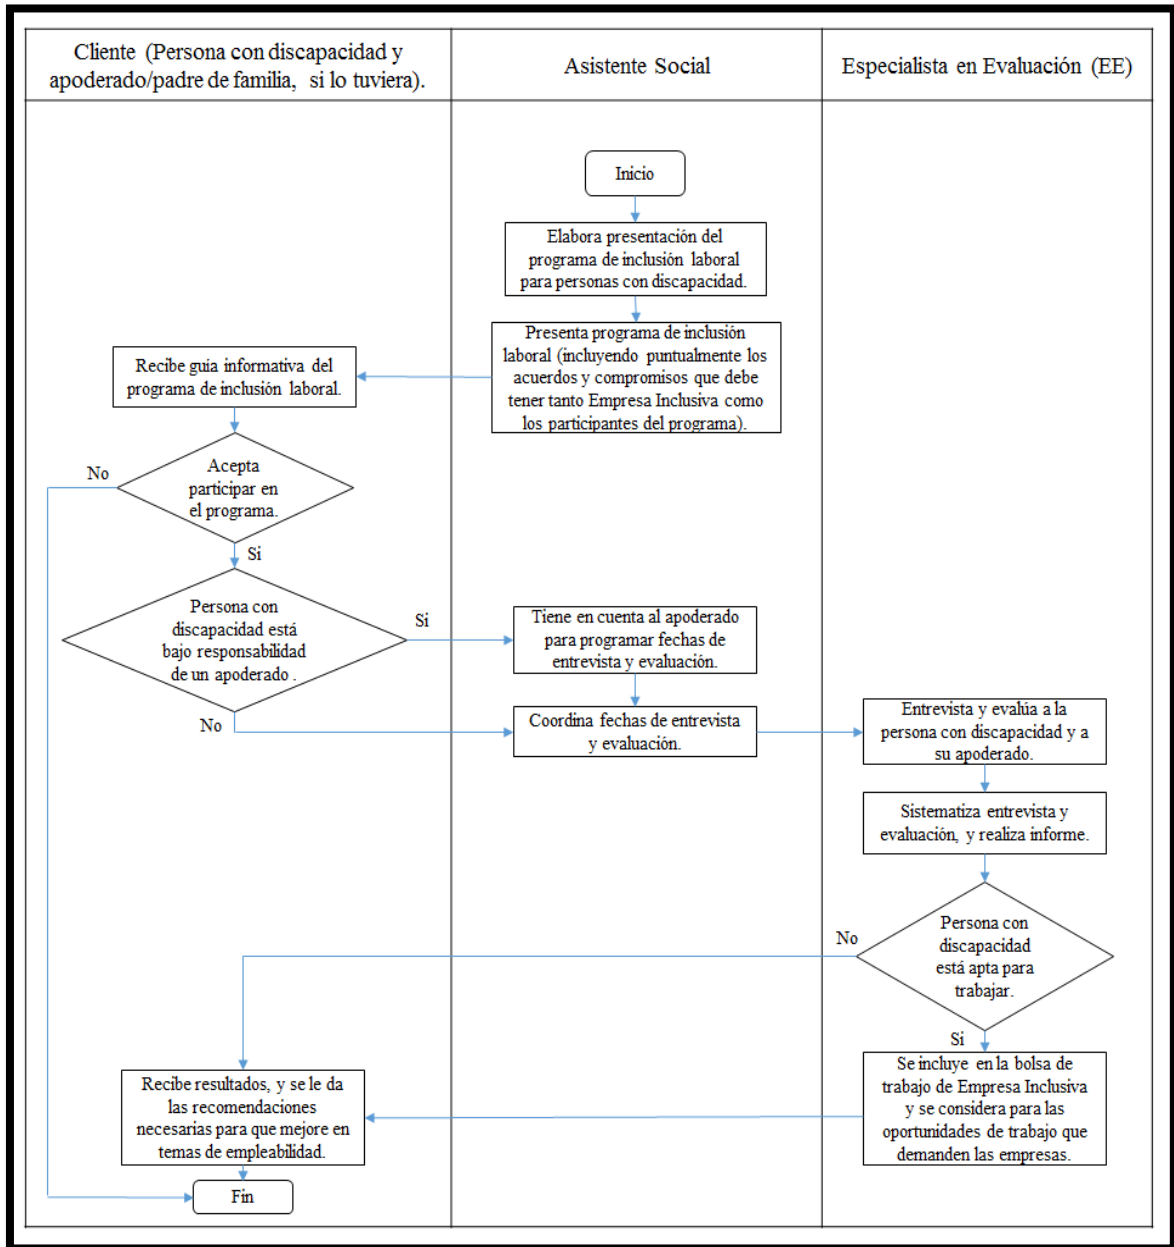 Cliente (Persona con discapacidad y
apoderado/padre de familia, si lo tuviera).
Asistente Social
Especialista en Evaluación (EE)
Inicio
Elabora presentación del
programa de inclusión laboral
para personas con discapacidad.
Presenta programa de inclusión
laboral (incluyendo puntualmente los
acuerdos y compromisos que debe
tener tanto Empresa Inclusiva como
los participantes del programa).
Recibe guía informativa del
programa de inclusión laboral.
No
Acepta
participar en
el programa.
Si
Persona con
discapacidad está
bajo responsabilidad
de un apoderado .
Si
Tiene en cuenta al apoderado
para programar fechas de
entrevista y evaluación.
No
Coordina fechas de entrevista
y evaluación.
Entrevista y evalúa a la
persona con discapacidad y a
su apoderado.
Sistematiza entrevista y
evaluación, y realiza informe.
No
Persona con
discapacidad
está apta para
trabajar.
Si
Se incluye en la bolsa de
trabajo de Empresa Inclusiva
y se considera para las
oportunidades de trabajo que
demanden las empresas.
Recibe resultados, y se le da
las recomendaciones
necesarias para que mejore en
temas de empleabilidad.
Fin